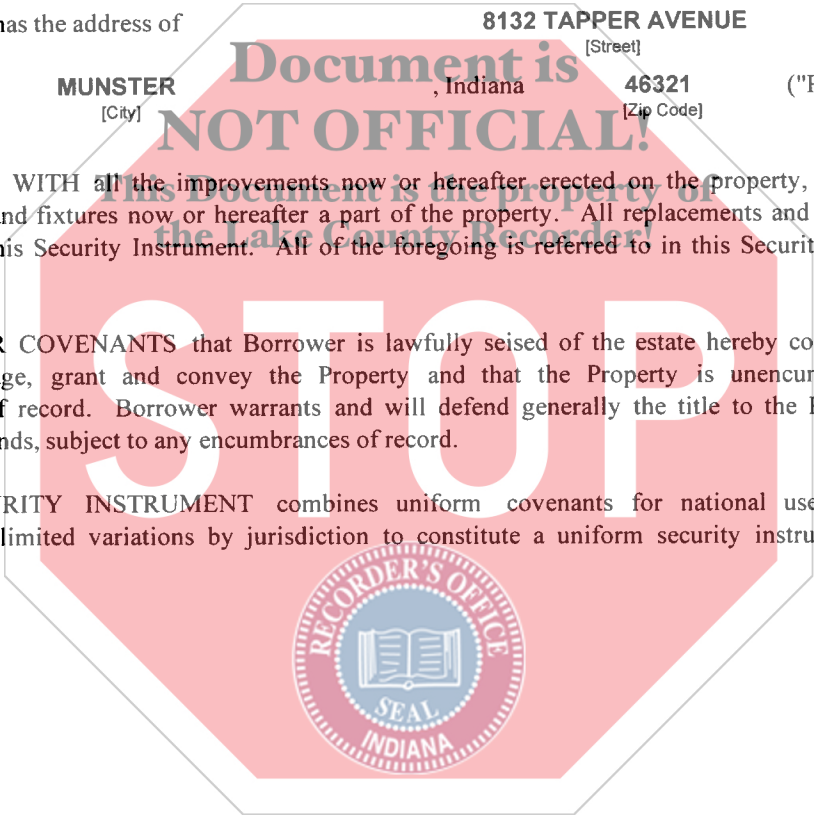 has the address of 8132 TAPPER AVENUE
[Street]
MUNSTER , Indiana 46321 ("P
[City] [Zip Code]
Document is
NOT OFFICIAL!
This Document is the property of
the Lake County Recorder!
WITH all the improvements now or hereafter erected on the property,
nd fixtures now or hereafter a part of the property. All replacements and
is Security Instrument. All of the foregoing is referred to in this Securit
R COVENANTS that Borrower is lawfully seised of the estate hereby co
ge, grant and convey the Property and that the Property is unencur
f record. Borrower warrants and will defend generally the title to the P
nds, subject to any encumbrances of record.
STOP
RITY INSTRUMENT combines uniform covenants for national use
limited variations by jurisdiction to constitute a uniform security instru
RECORDER'S OFFICE
SEAL
INDIANA